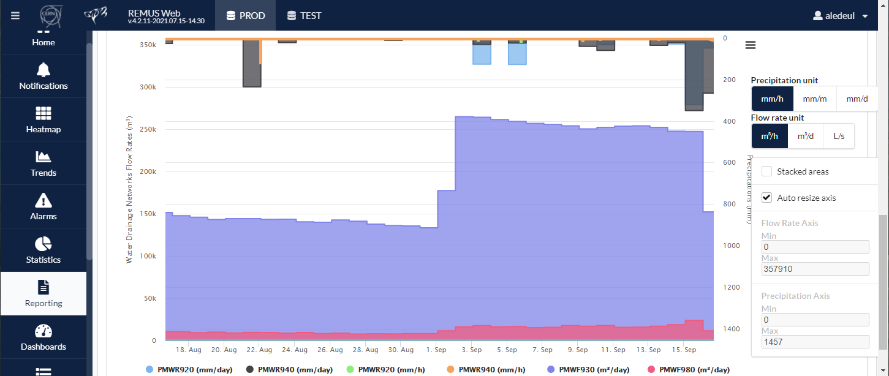 REMUS Web
v.4.2.11-2021.07.15-14.30
PROD
TEST
aledeul
Home
Notifications
Heatmap
Trends
Alarms
Statistics
Reporting
Dashboards
Water Drainage Networks Flow Rates (m³)
350k
300k
250k
200k
150k
100k
50k
0
18. Aug
20. Aug
22. Aug
24. Aug
26. Aug
28. Aug
30. Aug
1. Sep
3. Sep
5. Sep
7. Sep
9. Sep
11. Sep
13. Sep
15. Sep
0
200
400
600
800
1000
1200
1400
Precipitations (mm)
PMWR920 (mm/day)
PMWR940 (mm/day)
PMWR920 (mm/h)
PMWR940 (mm/h)
PMWF930 (m³/day)
PMWF980 (m³/day)
Precipitation unit
mm/h
mm/m
mm/d
Flow rate unit
m³/h
m³/d
L/s
Stacked areas
Auto resize axis
Flow Rate Axis
Min
0
Max
357910
Precipitation Axis
Min
0
Max
1457